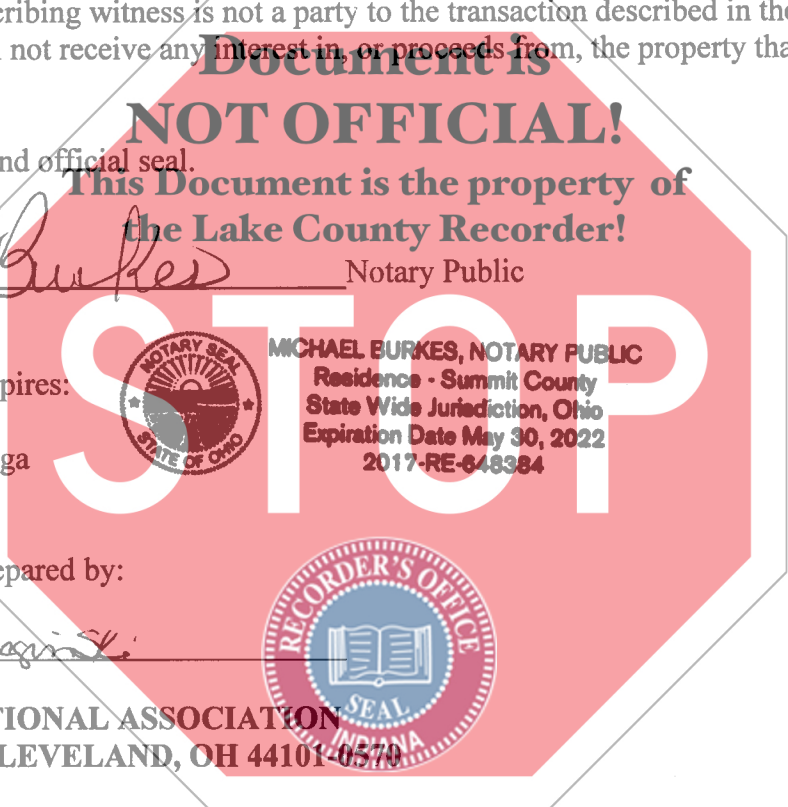 cribing witness is not a party to the transaction described in the
not receive any interest in, or proceeds from, the property tha
Document is
NOT OFFICIAL!
nd official seal.
This Document is the property of
the Lake County Recorder!
Burkes
Notary Public
STOP
NOTARY SEAL
STATE OF OHIO
MICHAEL BURKES, NOTARY PUBLIC
Residence - Summit County
State Wide Jurisdiction, Ohio
Expiration Date May 30, 2022
2017-RE-648384
pires:
ga
epared by:
RECORDER'S OFFICE
SEAL
INDIANA
TIONAL ASSOCIATION
LEVELAND, OH 44101-0570